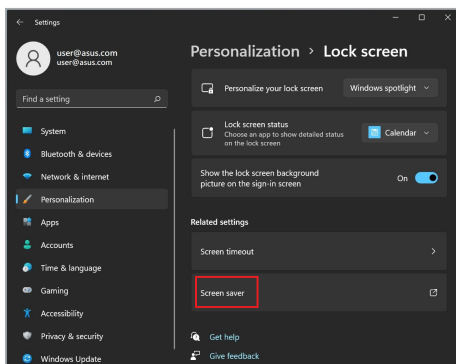 Settings
user@asus.com
user@asus.com
Find a setting
System
Bluetooth & devices
Network & internet
Personalization
Apps
Accounts
Time & language
Gaming
Accessibility
Privacy & security
Windows Update
Personalization > Lock screen
Personalize your lock screen
Windows spotlight
Lock screen status
Choose an app to show detailed status
on the lock screen
Calendar
Show the lock screen background
picture on the sign-in screen
On
Related settings
Screen timeout
Screen saver
Get help
Give feedback